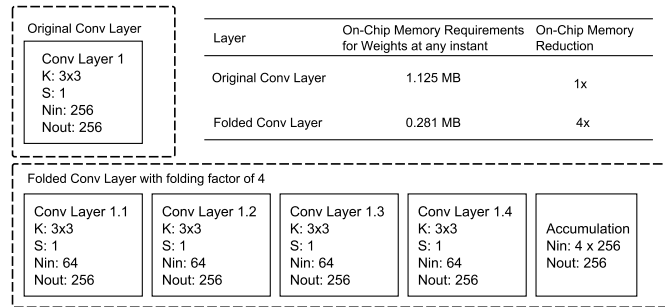 Original Conv Layer
Conv Layer 1
K: 3x3
S: 1
Nin: 256
Nout: 256
Layer
On-Chip Memory Requirements
for Weights at any instant
On-Chip Memory
Reduction
Original Conv Layer
1.125 MB
1x
Folded Conv Layer
0.281 MB
4x
Folded Conv Layer with folding factor of 4
Conv Layer 1.1
K: 3x3
S: 1
Nin: 64
Nout: 256
Conv Layer 1.2
K: 3x3
S: 1
Nin: 64
Nout: 256
Conv Layer 1.3
K: 3x3
S: 1
Nin: 64
Nout: 256
Conv Layer 1.4
K: 3x3
S: 1
Nin: 64
Nout: 256
Accumulation
Nin: 4 x 256
Nout: 256